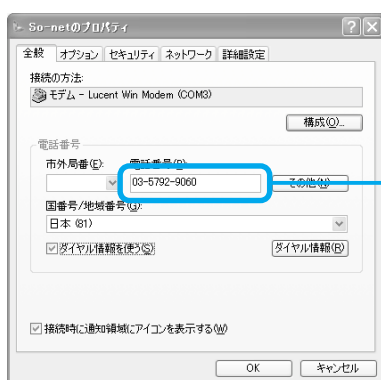 So-netのプロパティ
全般 オプション セキュリティ ネットワーク 詳細設定
接続の方法:
モデム - Lucent Win Modem (COM3)
構成(O)...
電話番号
市外局番(E): 電話番号(P):
03-5792-9060 その他(N)
国番号/地域番号(G):
日本 (81)
ダイヤル情報を使う(S) ダイヤル情報(R)
接続時に通知領域にアイコンを表示する(W)
OK キャンセル